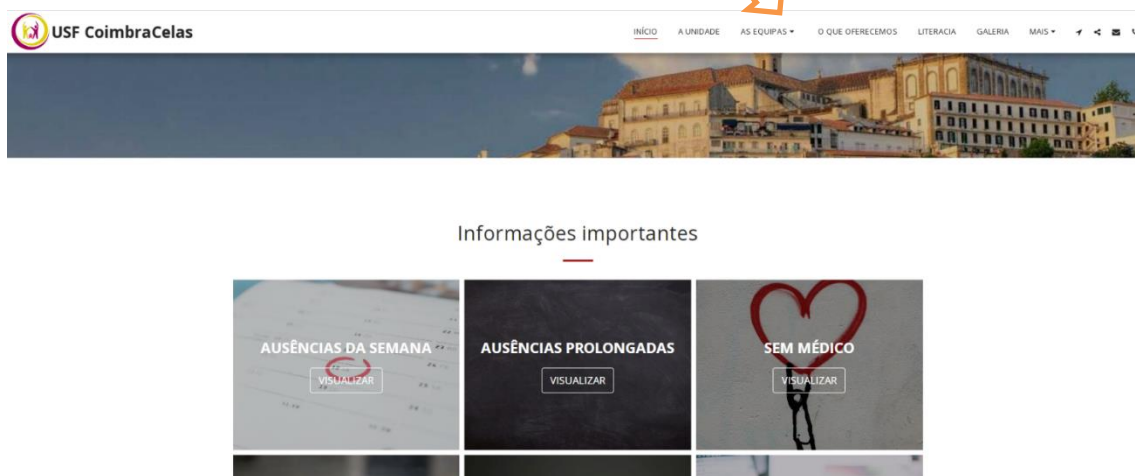 USF CoimbraCelas
INÍCIO A UNIDADE AS EQUIPAS O QUE OFERECEMOS LITERACIA GALERIA MAIS
Informações importantes
AUSÊNCIAS DA SEMANA
VISUALIZAR
AUSÊNCIAS PROLONGADAS
VISUALIZAR
SEM MÉDICO
VISUALIZAR